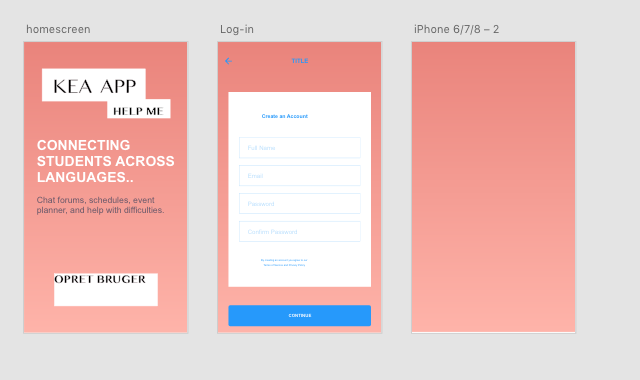 homescreen
Log-in
iPhone 6/7/8 – 2
KEA APP
HELP ME
CONNECTING
STUDENTS ACROSS
LANGUAGES..
Chat forums, schedules, event
planner, and help with difficulties.
OPRET BRUGER
TITLE
Create an Account
Full Name
Email
Password
Confirm Password
CONTINUE